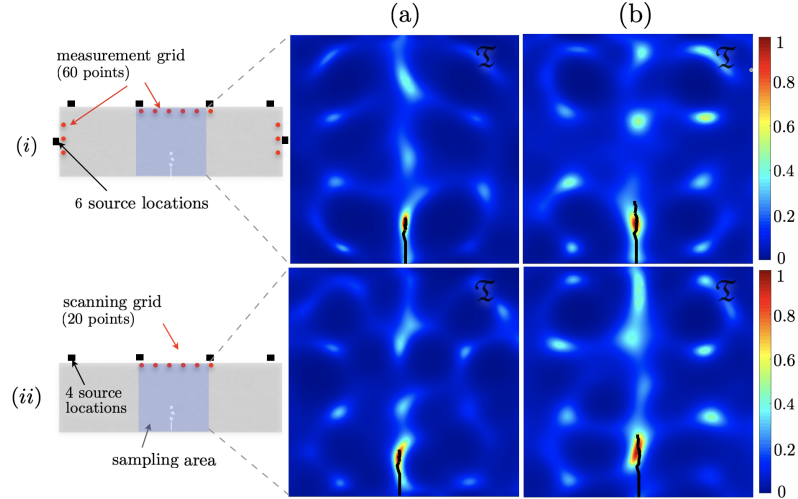 (a)
(b)
measurement grid
(60 points)
(i)
6 source locations
𝔗
𝔗
1
0.8
0.6
0.4
0.2
0
scanning grid
(20 points)
(ii)
4 source
locations
sampling area
𝔗
𝔗
1
0.8
0.6
0.4
0.2
0